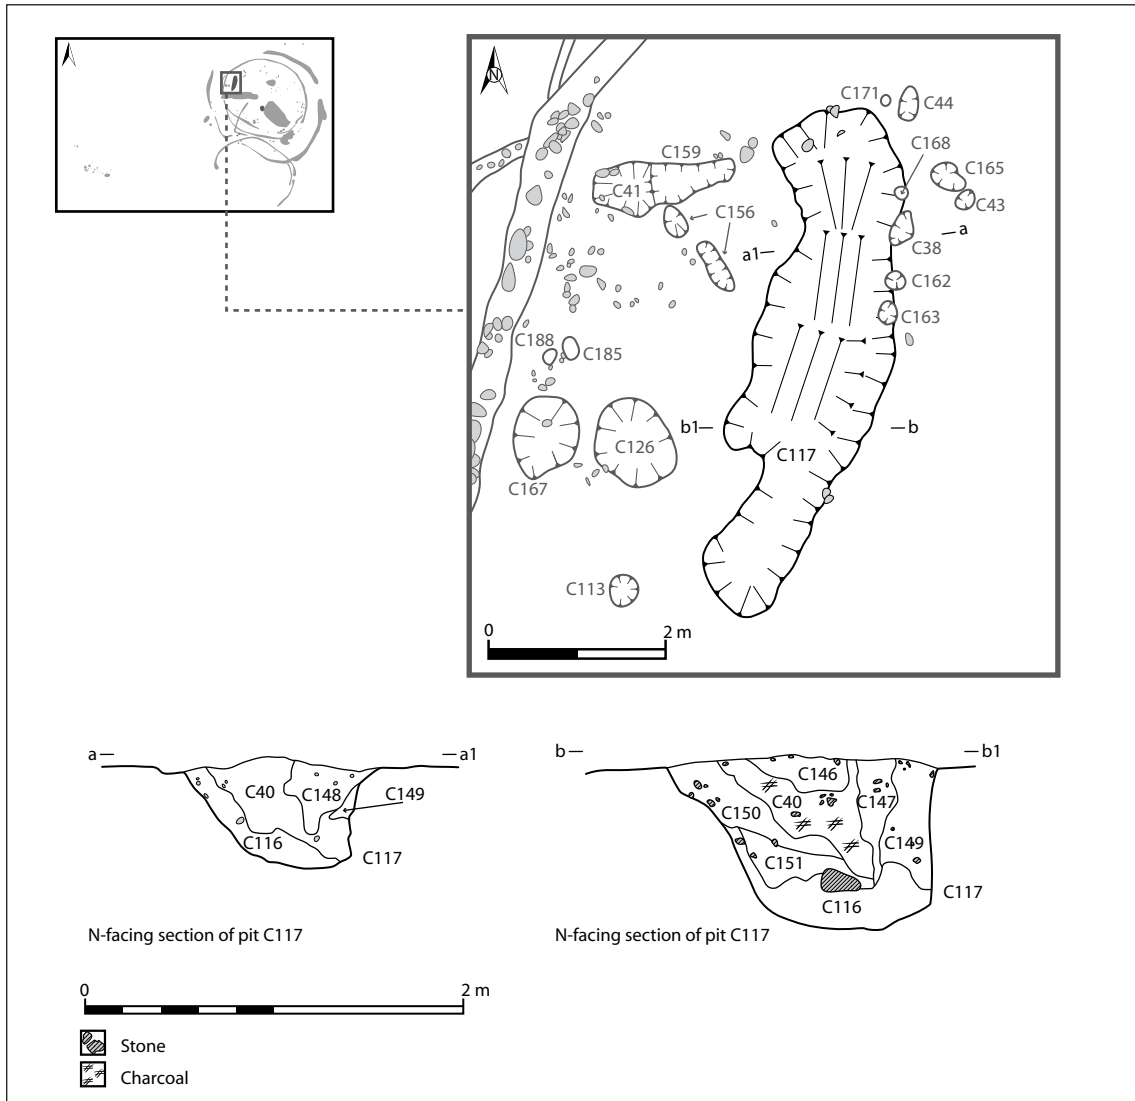 N
C171
C44
C159
C168
C165
C41
C43
C156
a
a1
C38
C162
C163
C188
C185
b1
b
C126
C117
C167
C113
0
2 m
a
a1
b
b1
C40
C148
C149
C116
C117
C146
C150
C40
C147
C149
C151
C117
C116
N-facing section of pit C117
N-facing section of pit C117
0
2 m
Stone
Charcoal